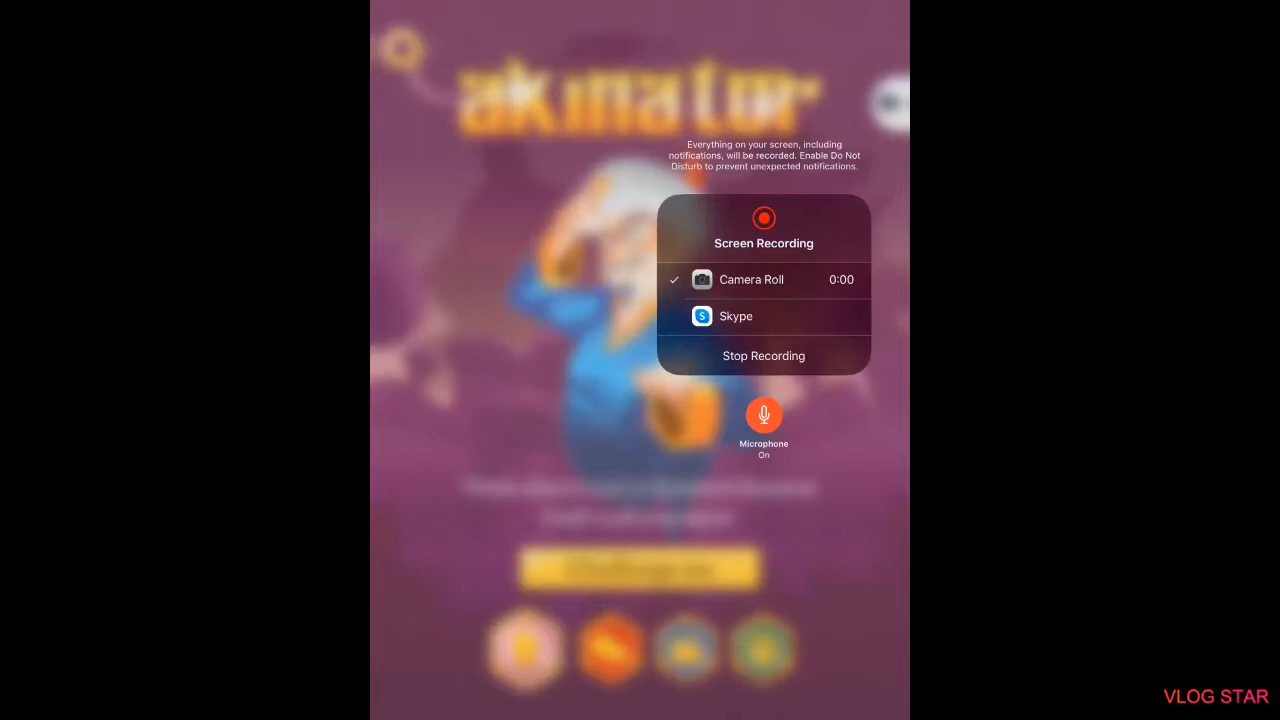 akinator
Everything on your screen, including
notifications, will be recorded. Enable Do Not
Disturb to prevent unexpected notifications.
Screen Recording
Camera Roll 0:00
S Skype
Stop Recording
Microphone
On
VLOG STAR